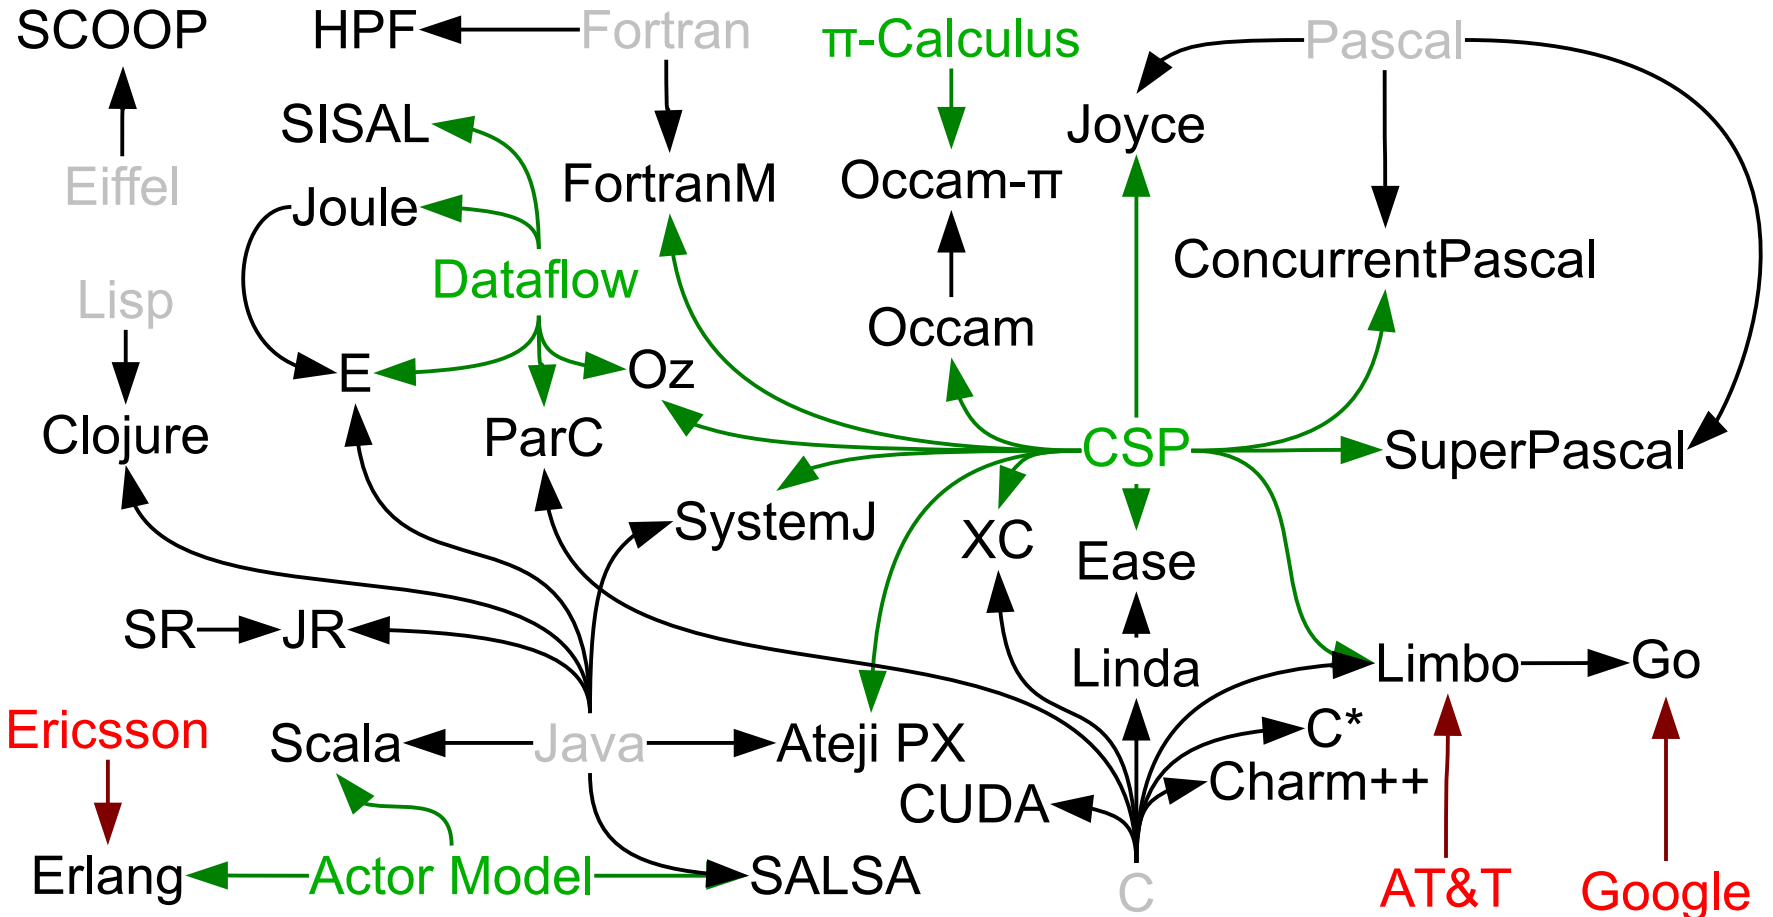 SCOOP
HPF
Fortran
π-Calculus
Pascal
SISAL
Joyce
Eiffel
FortranM
Occam-π
Joule
ConcurrentPascal
Dataflow
Lisp
Occam
E
Oz
Clojure
ParC
CSP
SuperPascal
SystemJ
XC
Ease
SR
JR
Linda
Limbo
Go
Ericsson
Scala
Java
Ateji PX
C*
CUDA
Charm++
Erlang
Actor Model
SALSA
C
AT&T
Google